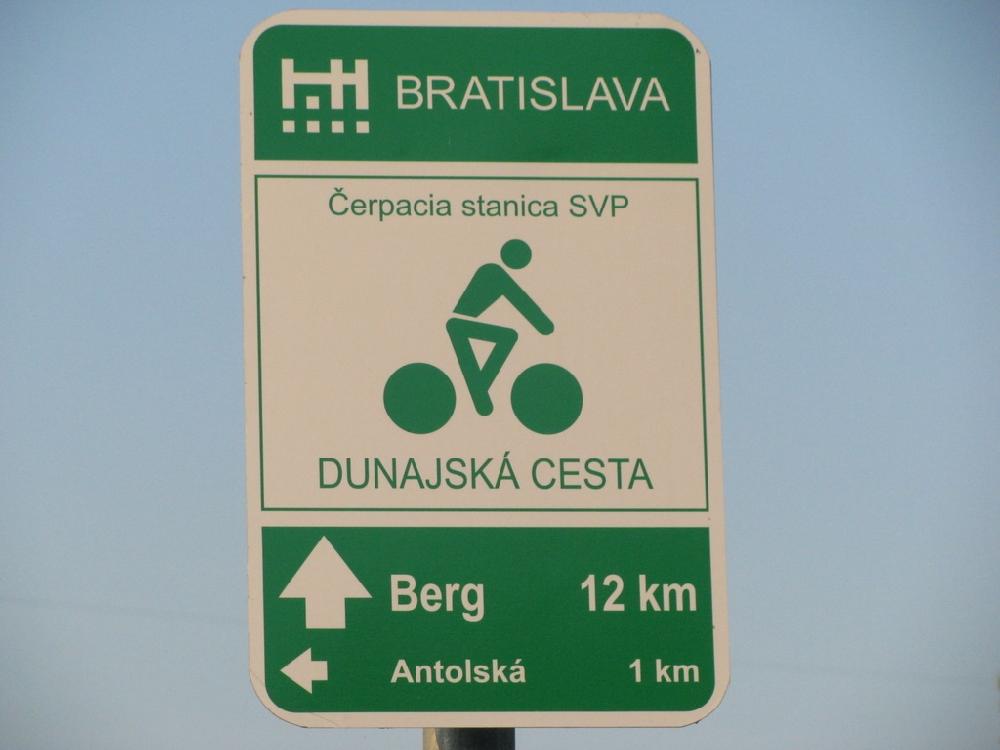 BRATISLAVA
Čerpacia stanica SVP
DUNAJSKÁ CESTA
Berg 12 km
Antolská 1 km